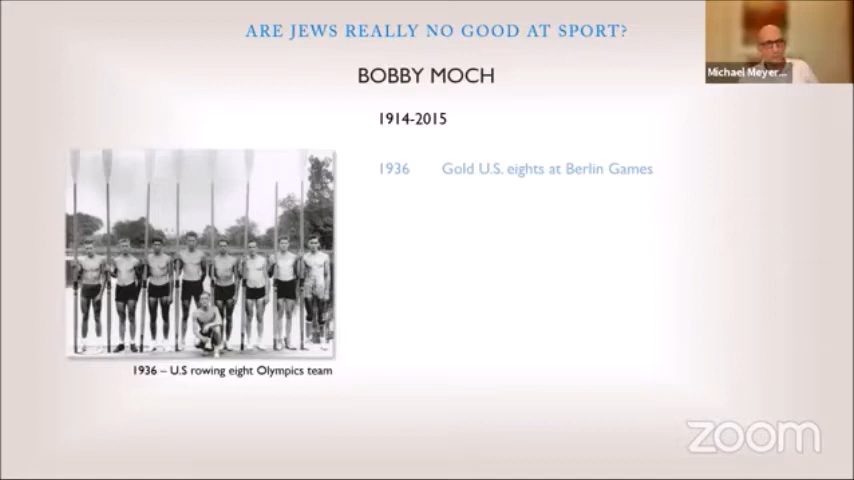 ARE JEWS REALLY NO GOOD AT SPORT?
Michael Meyer...
BOBBY MOCH
1914-2015
1936 Gold U.S. eights at Berlin Games
1936 – U.S rowing eight Olympics team
zoom